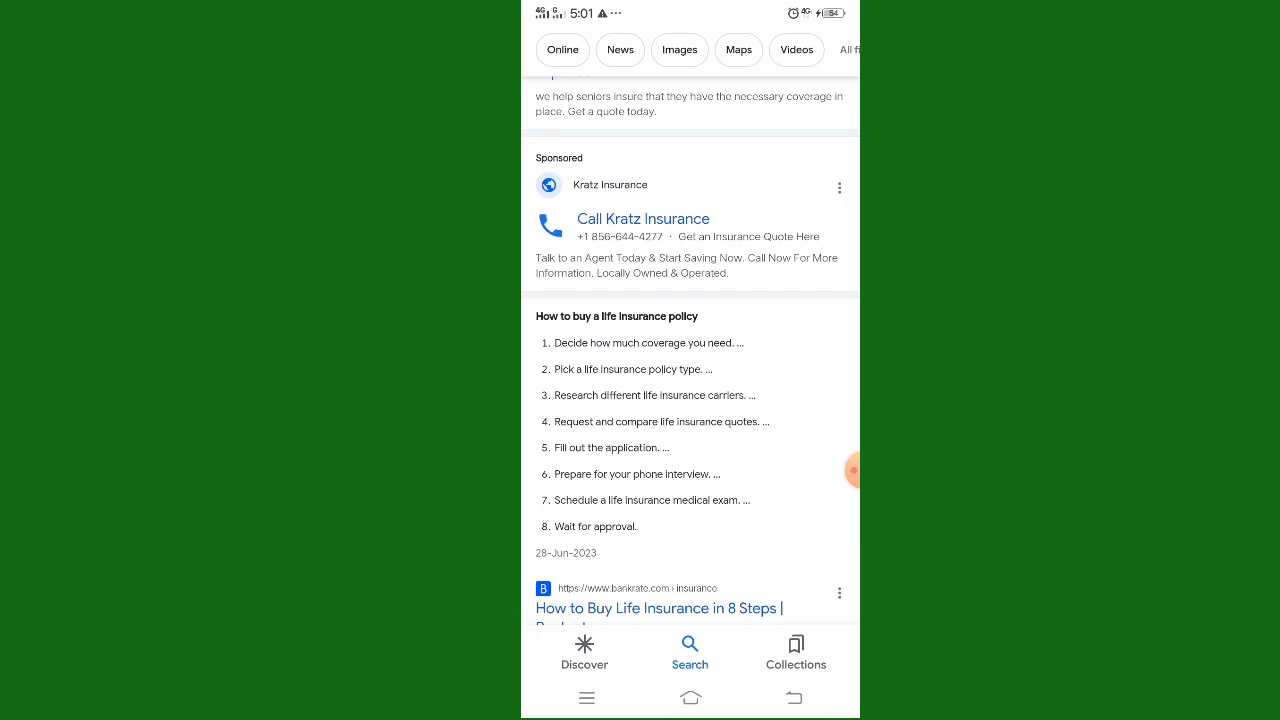 4G G 5:01 ... 4G 54
Online News Images Maps Videos All fi
we help seniors insure that they have the necessary coverage in
place. Get a quote today.
Sponsored
Kratz Insurance
Call Kratz Insurance
+1 856-644-4277 · Get an Insurance Quote Here
Talk to an Agent Today & Start Saving Now. Call Now For More
Information. Locally Owned & Operated.
How to buy a life insurance policy
1. Decide how much coverage you need. ...
2. Pick a life insurance policy type. ...
3. Research different life insurance carriers. ...
4. Request and compare life insurance quotes. ...
5. Fill out the application. ...
6. Prepare for your phone interview. ...
7. Schedule a life insurance medical exam. ...
8. Wait for approval.
28-Jun-2023
B https://www.bankrate.com › insurance
How to Buy Life Insurance in 8 Steps |
Discover Search Collections